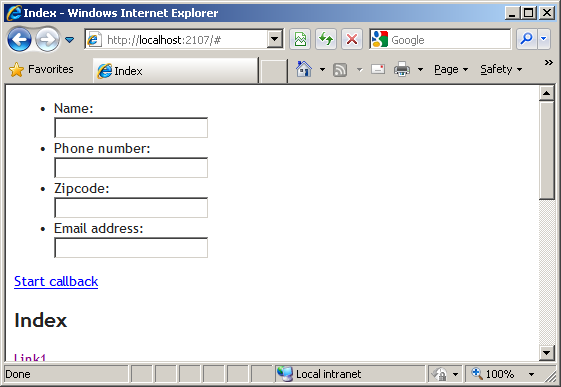 Index - Windows Internet Explorer
http://localhost:2107/#
Google
Favorites
Index
Page
Safety
»
• Name:
• Phone number:
• Zipcode:
• Email address:
Start callback
Index
Link1
Done
Local intranet
100%